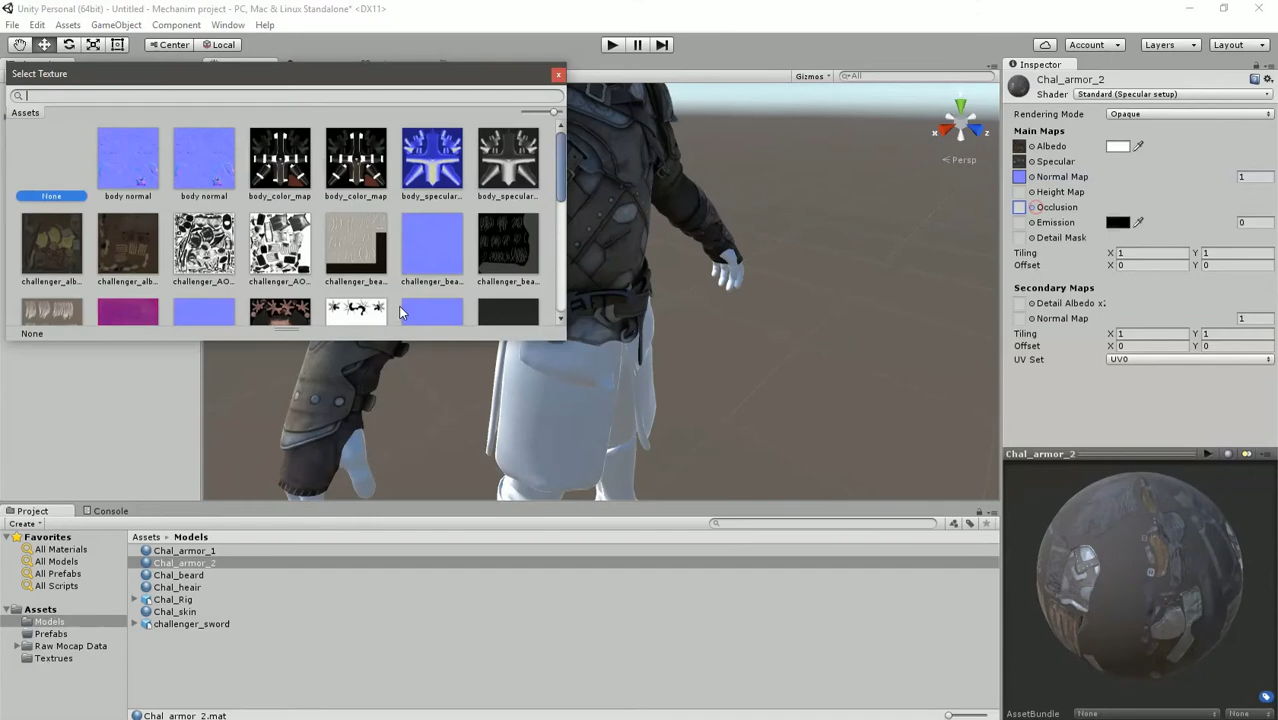 Unity Personal (64bit) - Untitled - Mechanim project - PC, Mac & Linux Standalone* <DX11>
File Edit Assets GameObject Component Window Help
Center Local Account Layers Layout
Select Texture x
Gizmos All
Assets
body normal body normal body_color_map body_color_map body_specular... body_specular...
None
challenger_alb... challenger_alb... challenger_AO... challenger_AO... challenger_bea... challenger_bea... challenger_bea...
None
x z
Persp
Inspector
Chal_armor_2
Shader Standard (Specular setup)
Rendering Mode Opaque
Main Maps
Albedo
Specular
Normal Map 1
Height Map
Occlusion
Emission 0
Detail Mask
Tiling X 1 Y 1
Offset X 0 Y 0
Secondary Maps
Detail Albedo x2
Normal Map 1
Tiling X 1 Y 1
Offset X 0 Y 0
UV Set UV0
Chal_armor_2
AssetBundle None None
Project Console
Create
Favorites
All Materials
All Models
All Prefabs
All Scripts
Assets
Models
Prefabs
Raw Mocap Data
Textrues
Assets Models
Chal_armor_1
Chal_armor_2
Chal_beard
Chal_heair
Chal_Rig
Chal_skin
challenger_sword
Chal_armor_2.mat